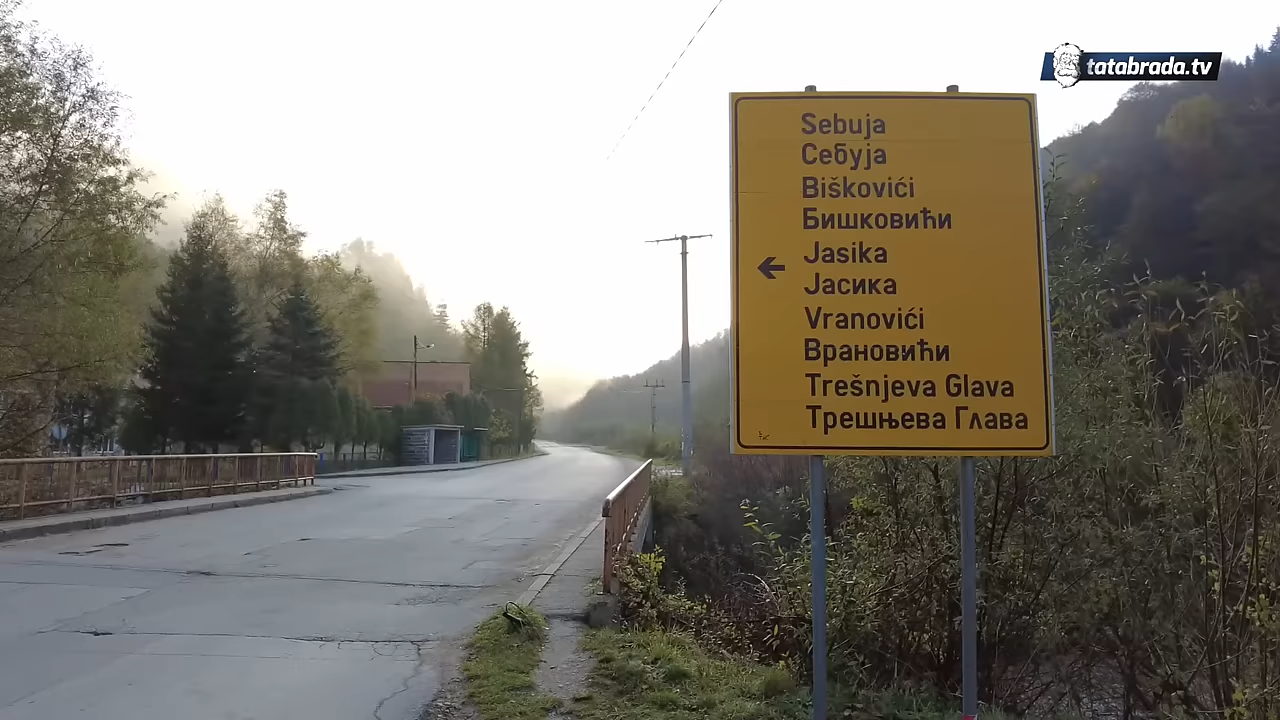 tatabrada.tv
Sebuja
Себуја
Biškovići
Бишковићи
Jasika
Јасика
Vranovići
Врановићи
Trešnjeva Glava
Трешњева Глава